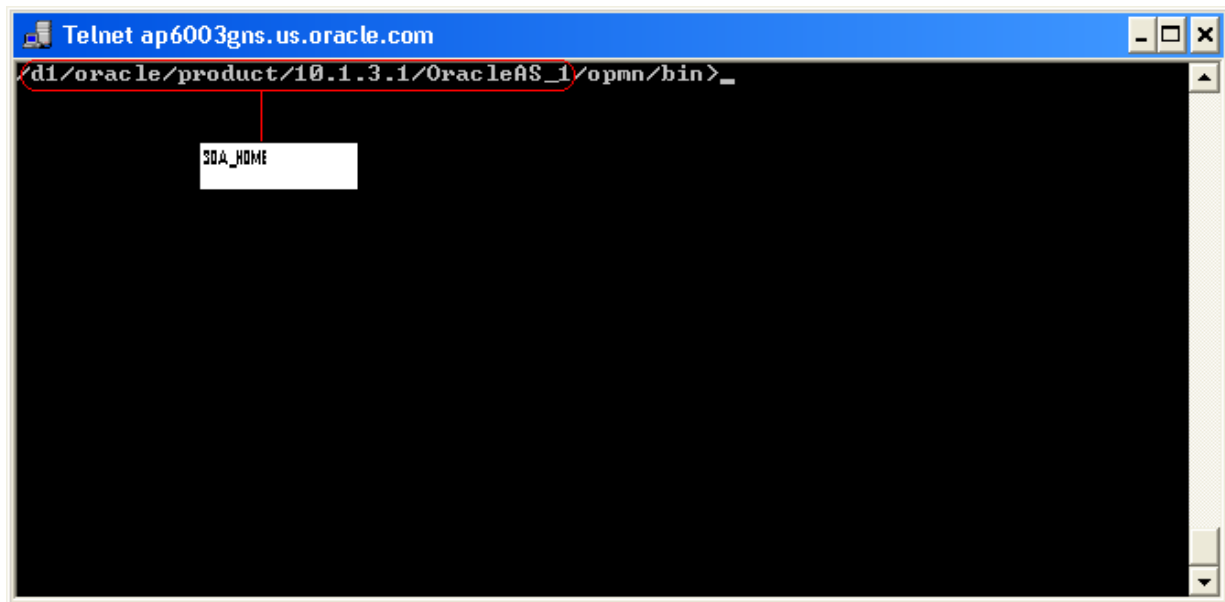 Telnet ap6003gns.us.oracle.com
/d1/oracle/product/10.1.3.1/OracleAS_1/opmn/bin>_
SOA_HOME